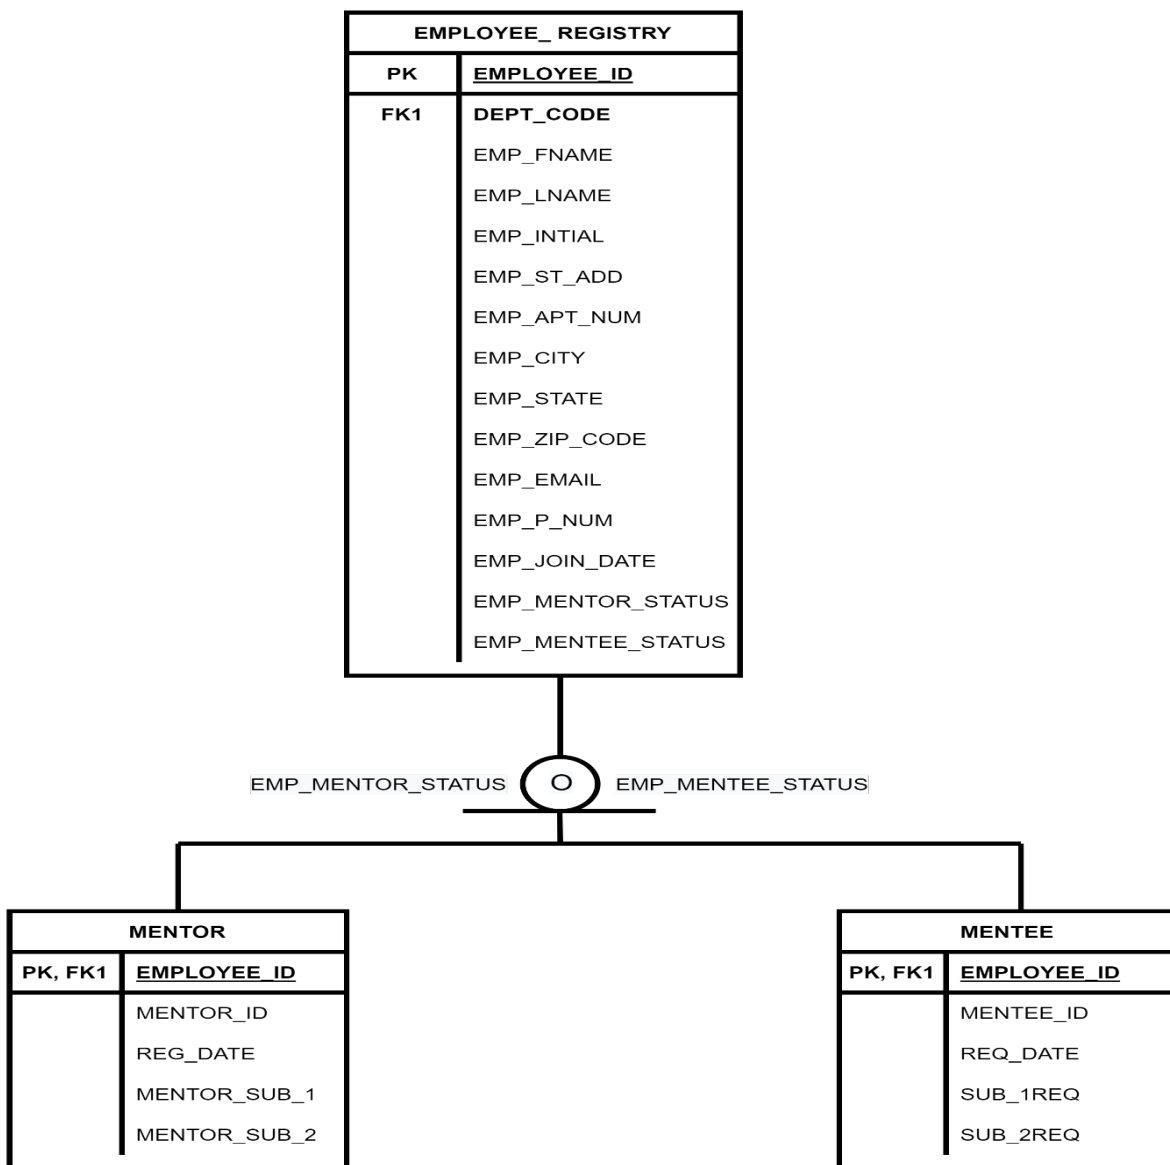 EMPLOYEE_ REGISTRY
PK EMPLOYEE_ID
FK1 DEPT_CODE
EMP_FNAME
EMP_LNAME
EMP_INTIAL
EMP_ST_ADD
EMP_APT_NUM
EMP_CITY
EMP_STATE
EMP_ZIP_CODE
EMP_EMAIL
EMP_P_NUM
EMP_JOIN_DATE
EMP_MENTOR_STATUS
EMP_MENTEE_STATUS
EMP_MENTOR_STATUS O EMP_MENTEE_STATUS
MENTOR
PK, FK1 EMPLOYEE_ID
MENTOR_ID
REG_DATE
MENTOR_SUB_1
MENTOR_SUB_2
MENTEE
PK, FK1 EMPLOYEE_ID
MENTEE_ID
REQ_DATE
SUB_1REQ
SUB_2REQ